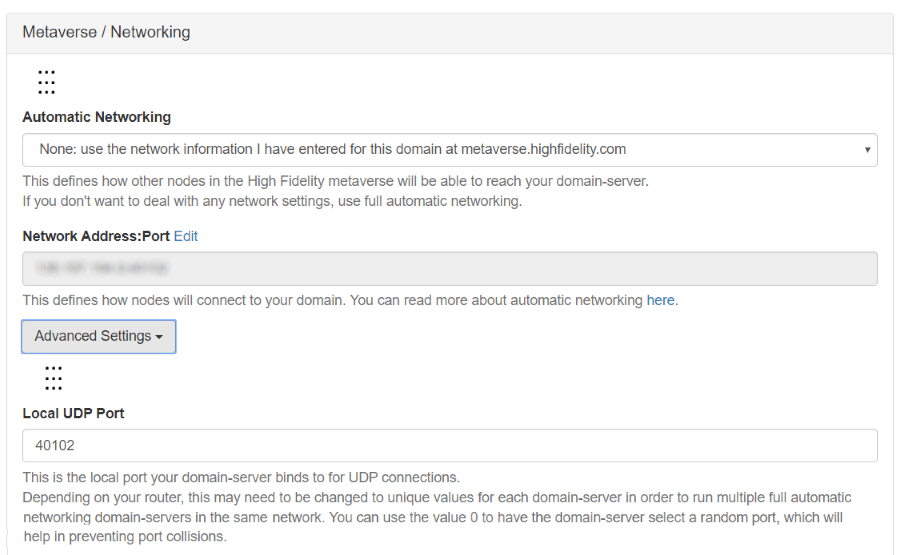 Metaverse / Networking
Automatic Networking
None: use the network information I have entered for this domain at metaverse.highfidelity.com
This defines how other nodes in the High Fidelity metaverse will be able to reach your domain-server.
If you don't want to deal with any network settings, use full automatic networking.
Network Address:Port Edit
This defines how nodes will connect to your domain. You can read more about automatic networking here.
Advanced Settings
Local UDP Port
40102
This is the local port your domain-server binds to for UDP connections.
Depending on your router, this may need to be changed to unique values for each domain-server in order to run multiple full automatic
networking domain-servers in the same network. You can use the value 0 to have the domain-server select a random port, which will
help in preventing port collisions.